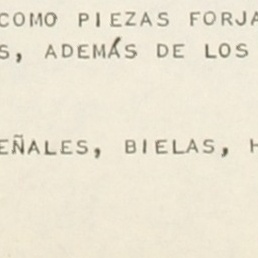 COMO PIEZAS FORJA
S, ADEMÁS DE LOS
EÑALES, BIELAS, H